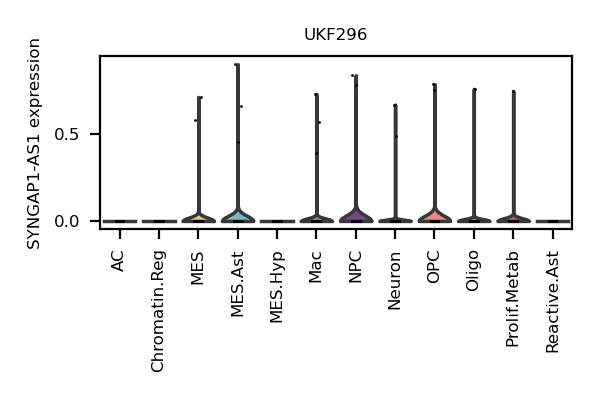 UKF296
SYNGAP1-AS1 expression
0.5
0.0
AC
Chromatin.Reg
MES
MES.Ast
MES.Hyp
Mac
NPC
Neuron
OPC
Oligo
Prolif.Metab
Reactive.Ast